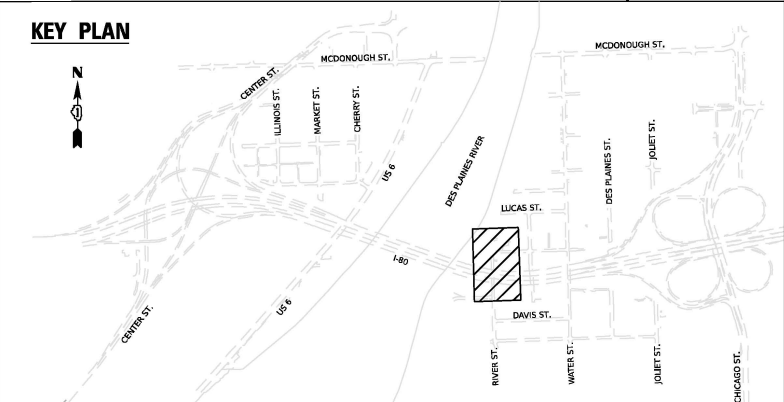 KEY PLAN
N
MCDONOUGH ST.
MCDONOUGH ST.
CENTER ST.
ILLINOIS ST.
MARKET ST.
CHERRY ST.
US 6
DES PLAINES RIVER
DES PLAINES ST.
JOLIET ST.
LUCAS ST.
I-80
US 6
CENTER ST.
DAVIS ST.
RIVER ST.
WATER ST.
JOLIET ST.
CHICAGO ST.